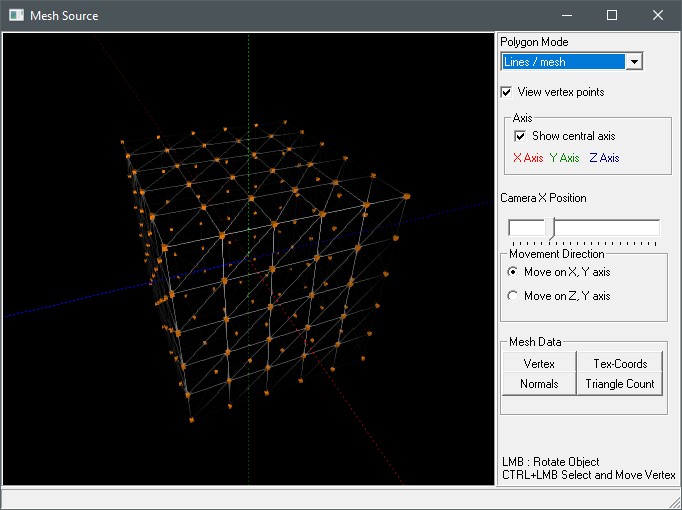 Mesh Source
Polygon Mode
Lines / mesh
View vertex points
Axis
Show central axis
X Axis Y Axis Z Axis
Camera X Position
Movement Direction
Move on X, Y axis
Move on Z, Y axis
Mesh Data
Vertex Tex-Coords
Normals Triangle Count
LMB : Rotate Object
CTRL+LMB Select and Move Vertex